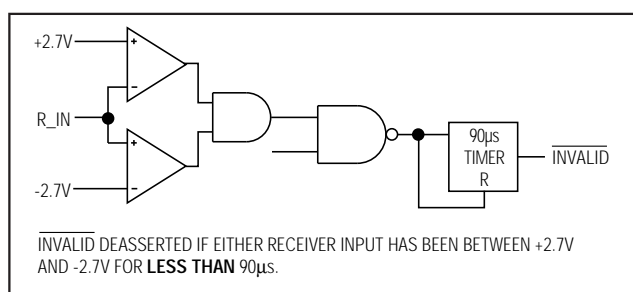 +2.7V
+
-
R_IN
+
-
-2.7V
90μs
TIMER
R
INVALID
INVALID DEASSERTED IF EITHER RECEIVER INPUT HAS BEEN BETWEEN +2.7V
AND -2.7V FOR LESS THAN 90μs.